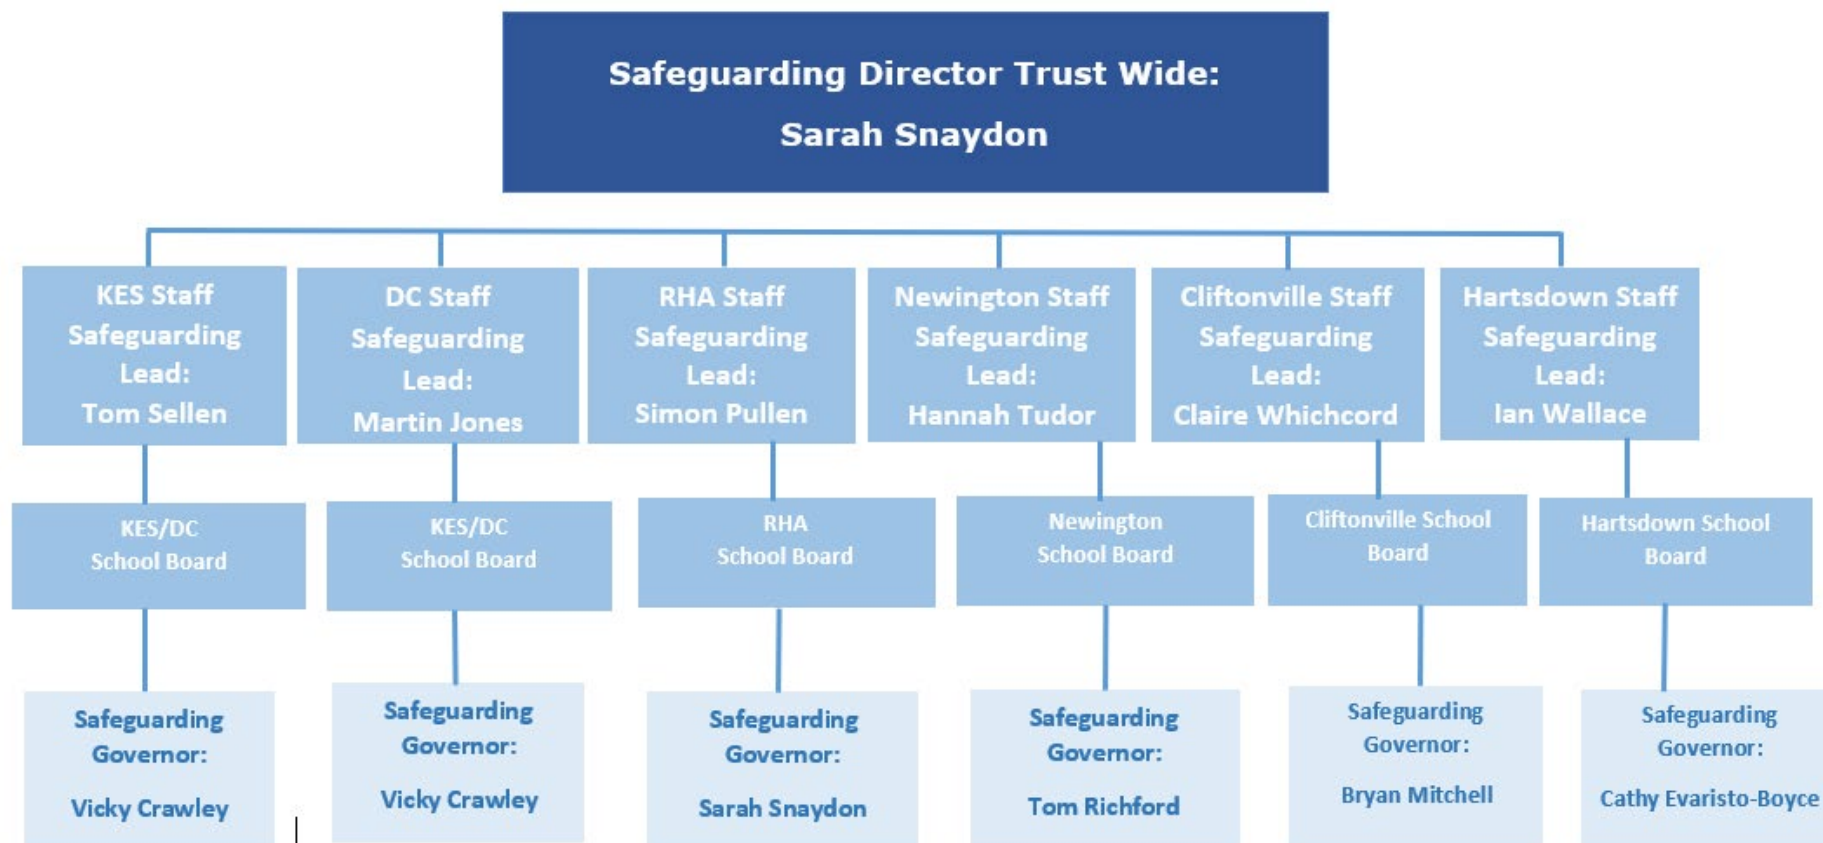 Safeguarding Director Trust Wide:
Sarah Snaydon
KES Staff
Safeguarding
Lead:
Tom Sellen
DC Staff
Safeguarding
Lead:
Martin Jones
RHA Staff
Safeguarding
Lead:
Simon Pullen
Newington Staff
Safeguarding
Lead:
Hannah Tudor
Cliftonville Staff
Safeguarding
Lead:
Claire Whichcord
Hartsdown Staff
Safeguarding
Lead:
Ian Wallace
KES/DC
School Board
KES/DC
School Board
RHA
School Board
Newington
School Board
Cliftonville School
Board
Hartsdown School
Board
Safeguarding
Governor:
Vicky Crawley
Safeguarding
Governor:
Vicky Crawley
Safeguarding
Governor:
Sarah Snaydon
Safeguarding
Governor:
Tom Richford
Safeguarding
Governor:
Bryan Mitchell
Safeguarding
Governor:
Cathy Evaristo-Boyce